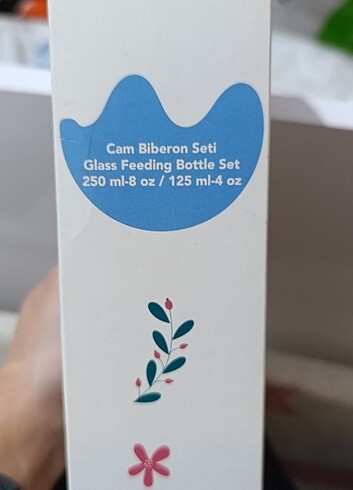 Cam Biberon Seti
Glass Feeding Bottle Set
250 ml-8 oz / 125 ml-4 oz